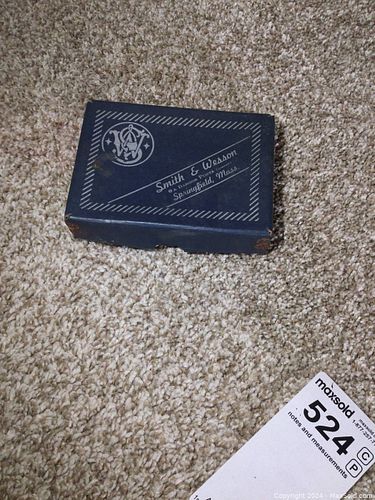 Smith & Wesson
Springfield, Mass
maxsold
524
notes and measurements
C
P
Copyright 2024 - MaxSold.com